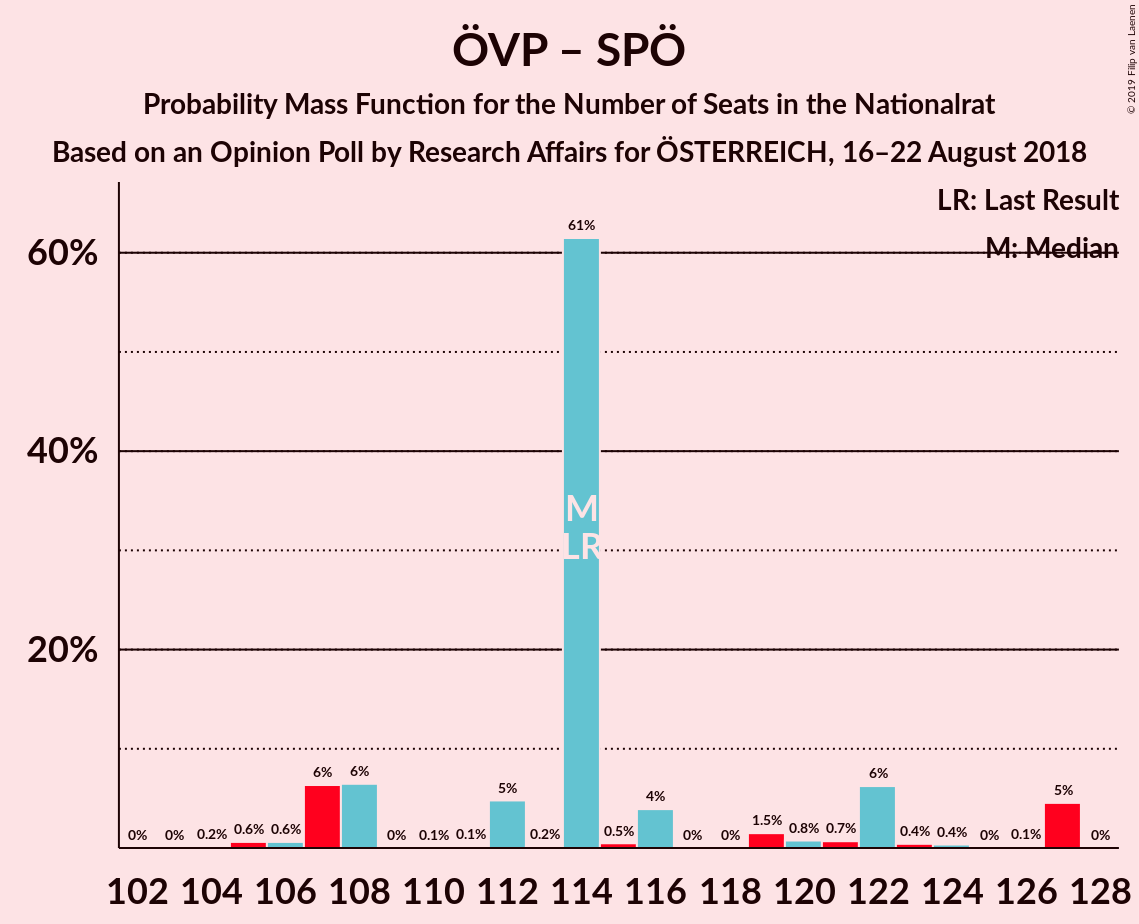 ÖVP – SPÖ
Probability Mass Function for the Number of Seats in the Nationalrat
Based on an Opinion Poll by Research Affairs for ÖSTERREICH, 16–22 August 2018
© 2019 Filip van Laenen
LR: Last Result
M: Median
60%
40%
20%
0% 0% 0.2% 0.6% 0.6% 6% 6% 0% 0.1% 0.1% 5% 0.2% 61% 0.5% 4% 0% 0% 1.5% 0.8% 0.7% 6% 0.4% 0.4% 0% 0.1% 5% 0%
M
LR
102 104 106 108 110 112 114 116 118 120 122 124 126 128